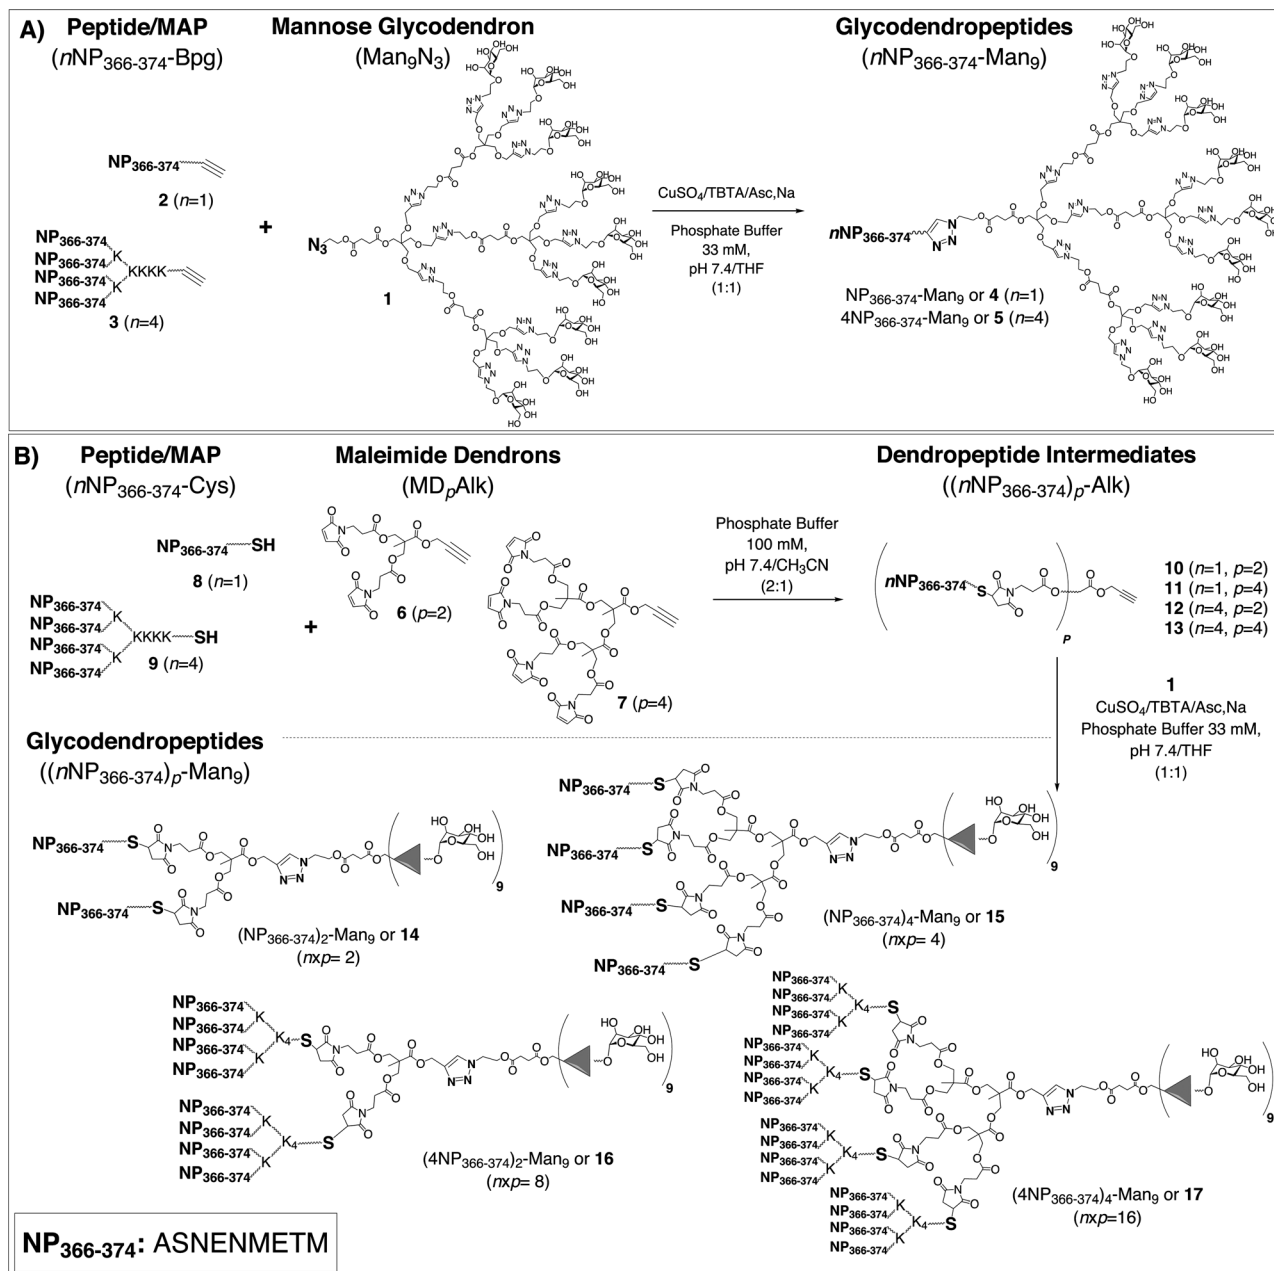 A)
Peptide/MAP
(nNP366-374-Bpg)
Mannose Glycodendron
(Man9N3)
Glycodendropeptides
(nNP366-374-Man9)
NP366-374
2 (n=1)
NP366-374
NP366-374
NP366-374
NP366-374
K
K
KKKK
3 (n=4)
+
N3
1
CuSO4/TBTA/Asc,Na
Phosphate Buffer
33 mM,
pH 7.4/THF
(1:1)
nNP366-374
NP366-374-Man9 or 4 (n=1)
4NP366-374-Man9 or 5 (n=4)
B)
Peptide/MAP
(nNP366-374-Cys)
Maleimide Dendrons
(MDpAlk)
Dendropeptide Intermediates
((nNP366-374)p-Alk)
NP366-374 SH
8 (n=1)
NP366-374
NP366-374
NP366-374
NP366-374
K
K
KKKK SH
9 (n=4)
+
6 (p=2)
7 (p=4)
Phosphate Buffer
100 mM,
pH 7.4/CH3CN
(2:1)
nNP366-374
S
P
10 (n=1, p=2)
11 (n=1, p=4)
12 (n=4, p=2)
13 (n=4, p=4)
1
CuSO4/TBTA/Asc,Na
Phosphate Buffer 33 mM,
pH 7.4/THF
(1:1)
Glycodendropeptides
((nNP366-374)p-Man9)
NP366-374 S
NP366-374 S
9
(NP366-374)2-Man9 or 14
(nxp= 2)
NP366-374 S
NP366-374 S
NP366-374 S
NP366-374 S
9
(NP366-374)4-Man9 or 15
(nxp= 4)
NP366-374
NP366-374
NP366-374
NP366-374
K
K
K4 S
NP366-374
NP366-374
NP366-374
NP366-374
K
K
K4 S
9
(4NP366-374)2-Man9 or 16
(nxp= 8)
NP366-374
NP366-374
NP366-374
NP366-374
K
K
K4 S
NP366-374
NP366-374
NP366-374
NP366-374
K
K
K4 S
NP366-374
NP366-374
NP366-374
NP366-374
K
K
K4 S
NP366-374
NP366-374
NP366-374
NP366-374
K
K
K4 S
9
(4NP366-374)4-Man9 or 17
(nxp=16)
NP366-374: ASNENMETM